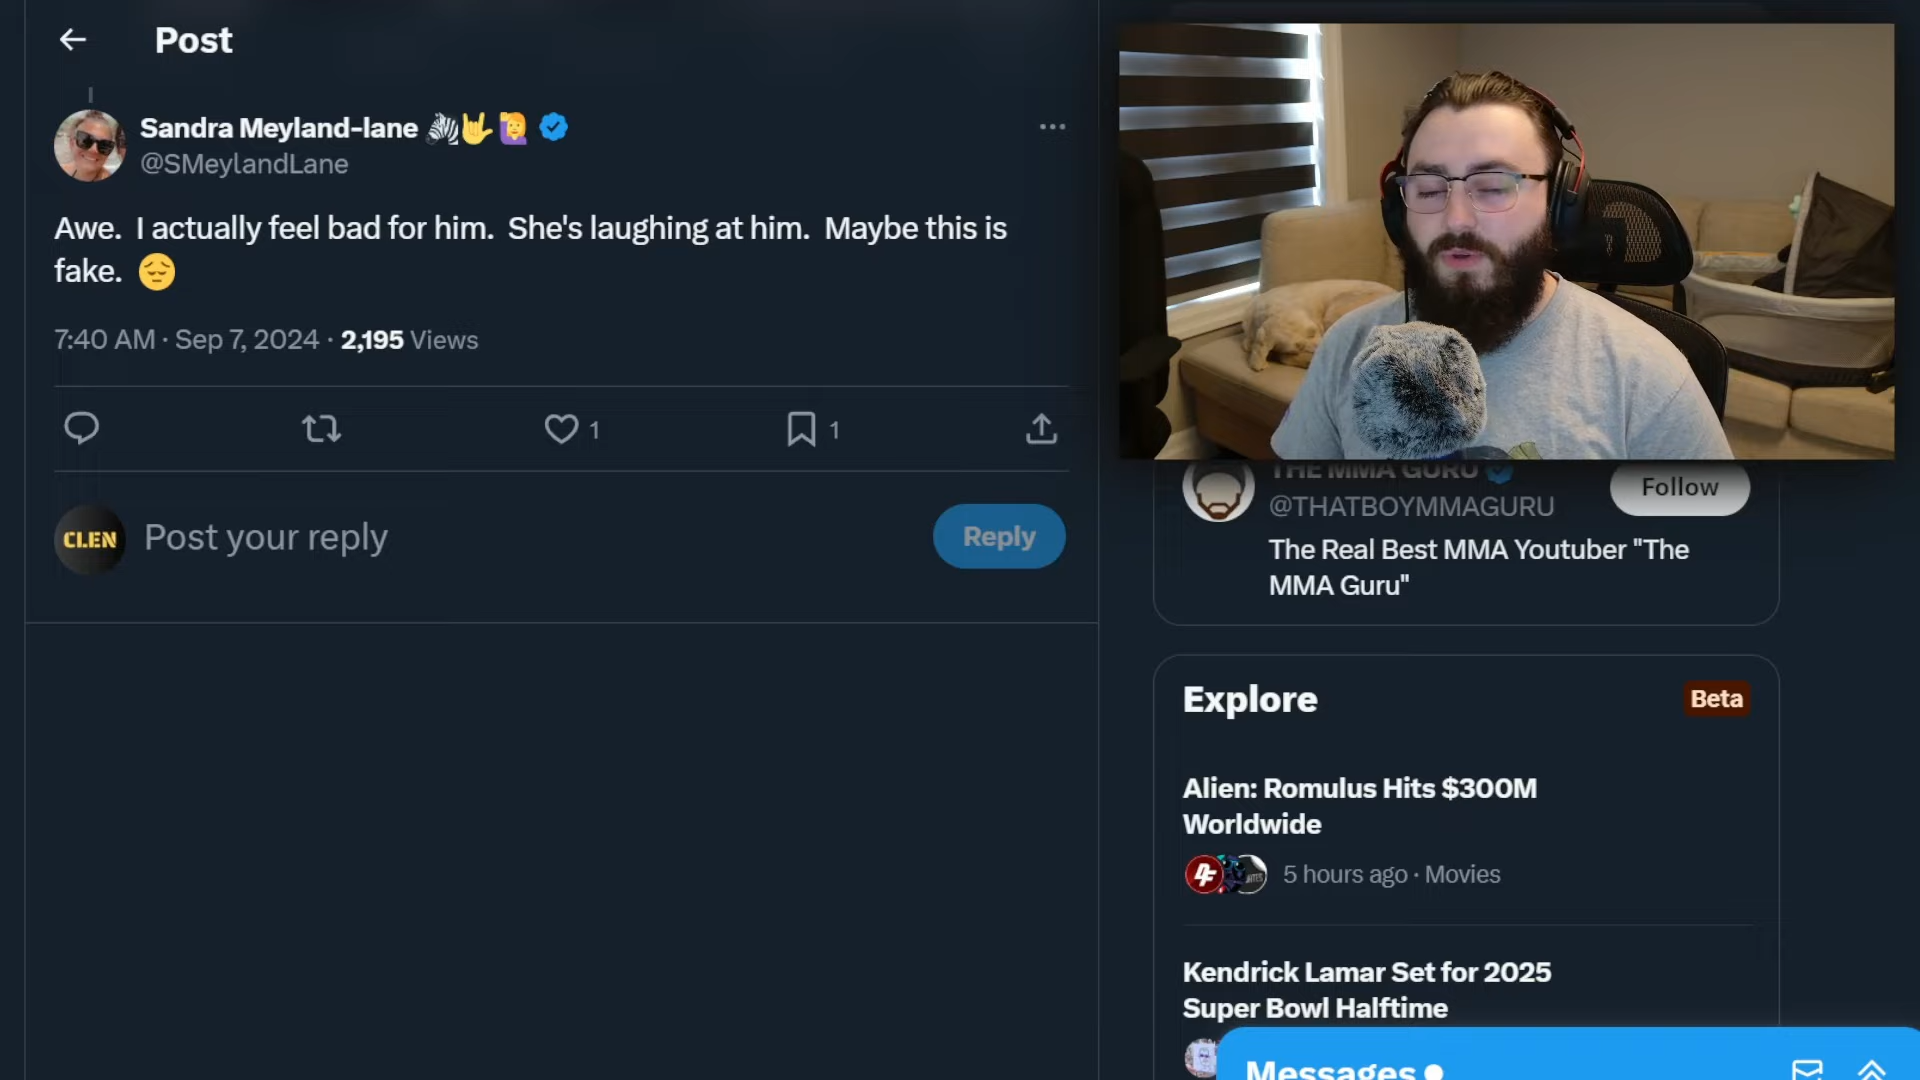 Post
Sandra Meyland-lane
@SMeylandLane
Awe. I actually feel bad for him. She's laughing at him. Maybe this is
fake. 😔
7:40 AM · Sep 7, 2024 · 2,195 Views
1
1
CLEN
Post your reply
Reply
THE MMA GURU
@THATBOYMMAGURU
Follow
The Real Best MMA Youtuber "The
MMA Guru"
Explore
Beta
Alien: Romulus Hits $300M
Worldwide
5 hours ago · Movies
Kendrick Lamar Set for 2025
Super Bowl Halftime
Messages